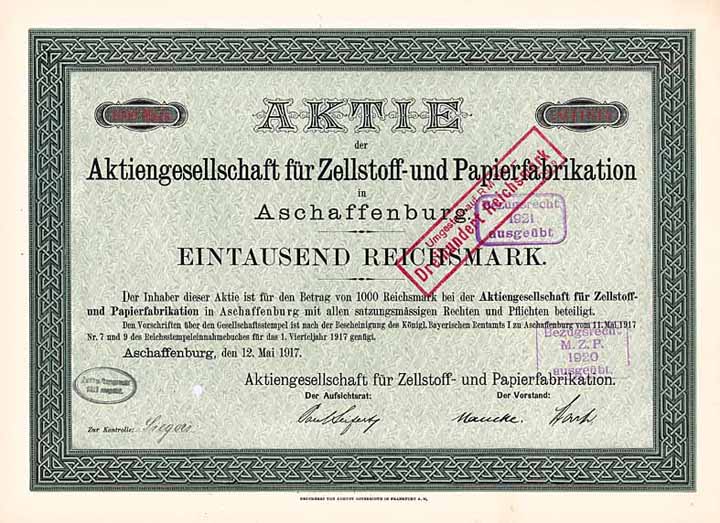 AKTIE
der
Aktiengesellschaft für Zellstoff- und Papierfabrikation
in
Aschaffenburg.
Umgestellt auf R.M.
Dreihundert Reichsmark
Bezugsrecht
1921
ausgeübt
EINTAUSEND REICHSMARK.
Der Inhaber dieser Aktie ist für den Betrag von 1000 Reichsmark bei der Aktiengesellschaft für Zellstoff-
und Papierfabrikation in Aschaffenburg mit allen satzungsmässigen Rechten und Pflichten beteiligt.
Den Vorschriften über den Gesellschaftsstempel ist nach der Bescheinigung des Königl. Bayerischen Rentamts I zu Aschaffenburg vom 11. Mai 1917
Nr. 7 und 9 des Reichsstempeleinnahmebuches für das 1. Vierteljahr 1917 genügt.
Aschaffenburg, den 12. Mai 1917.
Bezugsrecht
M. Z. P.
1920
ausgeübt
Aktiengesellschaft für Zellstoff- und Papierfabrikation.
Der Aufsichtsrat:
Der Vorstand:
Zur Kontrolle: